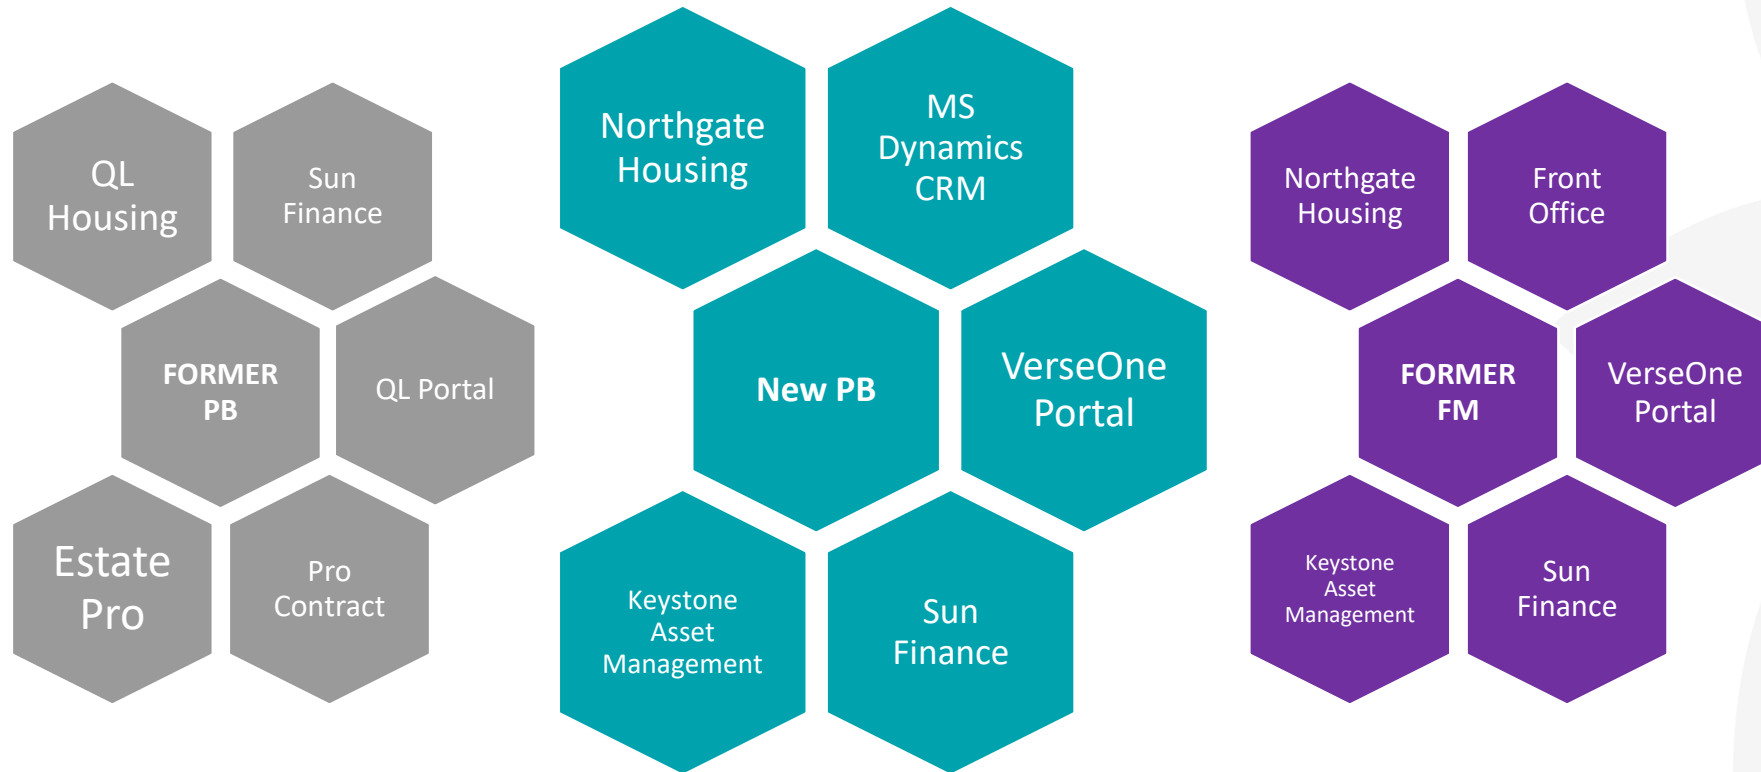 QL
Housing
Sun
Finance
FORMER
PB
QL Portal
Estate
Pro
Pro
Contract
Northgate
Housing
MS
Dynamics
CRM
New PB
VerseOne
Portal
Keystone
Asset
Management
Sun
Finance
Northgate
Housing
Front
Office
FORMER
FM
VerseOne
Portal
Keystone
Asset
Management
Sun
Finance